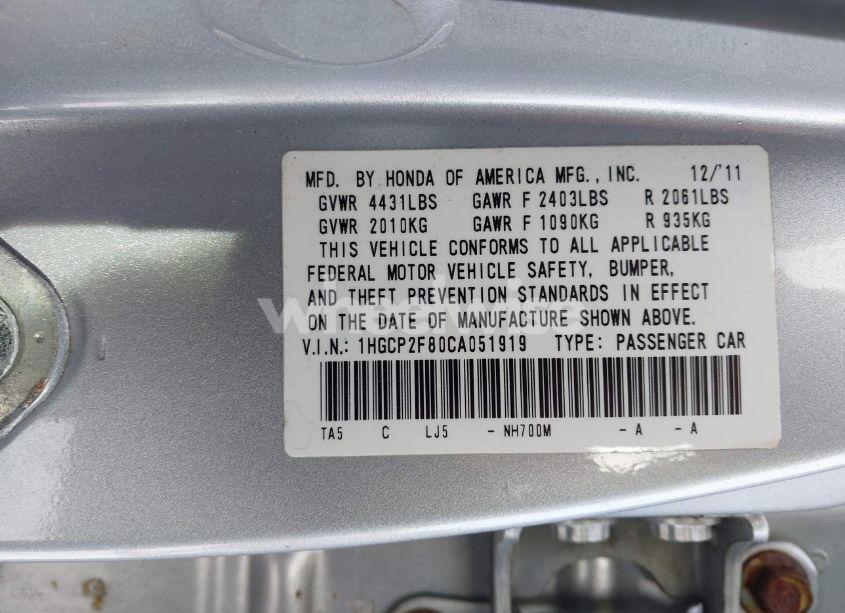 MFD. BY HONDA OF AMERICA MFG., INC. 12/'11
GVWR 4431LBS GAWR F 2403LBS R 2061LBS
GVWR 2010KG GAWR F 1090KG R 935KG
THIS VEHICLE CONFORMS TO ALL APPLICABLE
FEDERAL MOTOR VEHICLE SAFETY, BUMPER,
AND THEFT PREVENTION STANDARDS IN EFFECT
wheelwise
ON THE DATE OF MANUFACTURE SHOWN ABOVE.
V.I.N.: 1HGCP2F80CA051919 TYPE: PASSENGER CAR
TA5 C LJ5 - NH700M - A - A